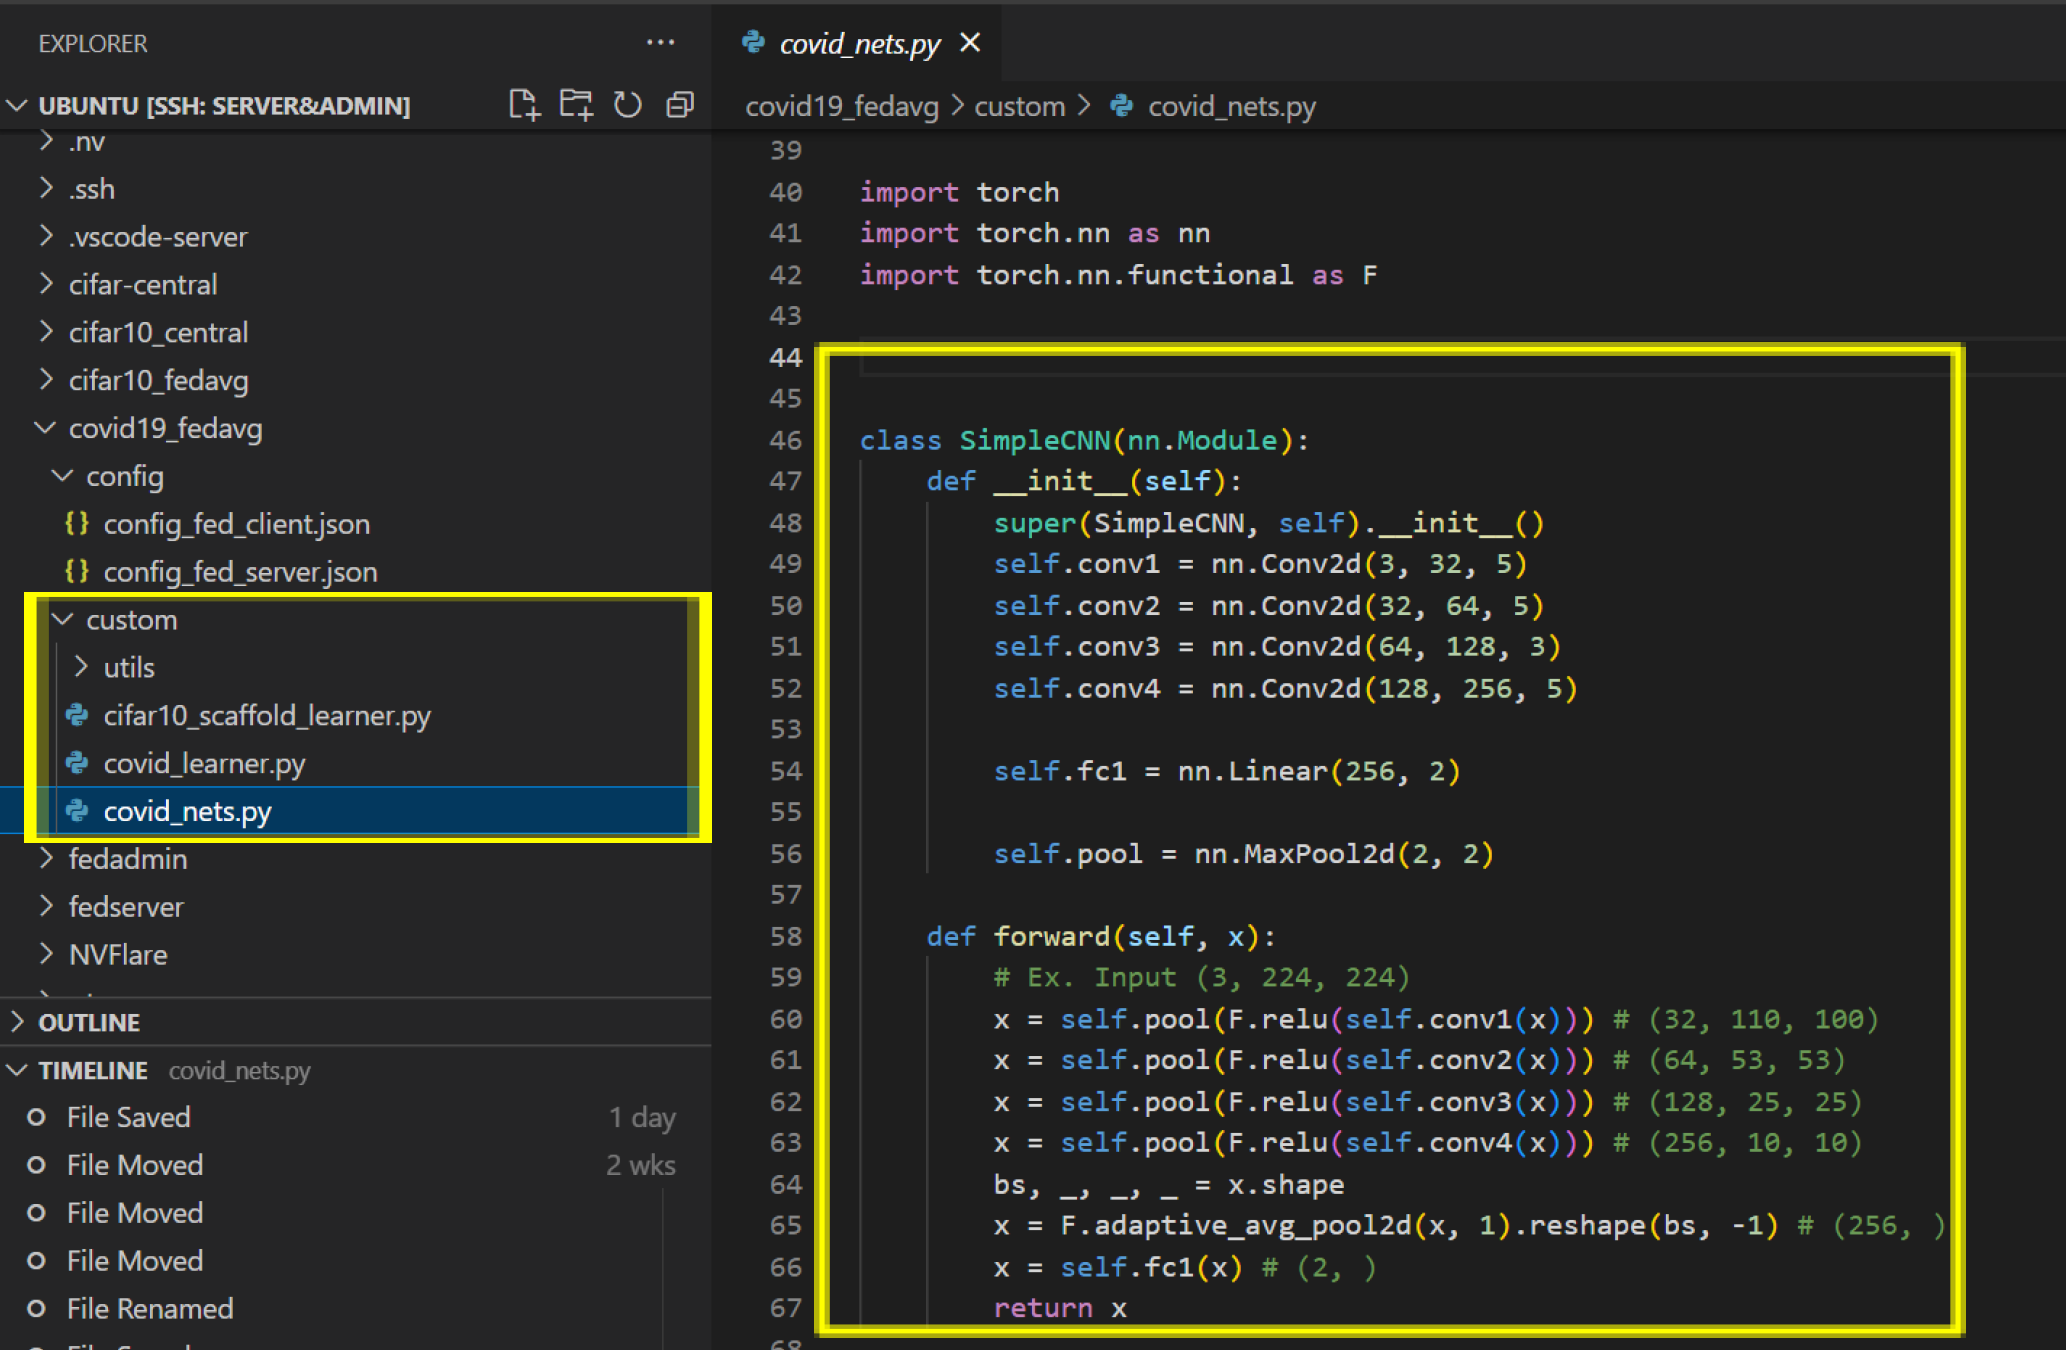 EXPLORER
UBUNTU [SSH: SERVER&ADMIN]
.nv
.ssh
.vscode-server
cifar-central
cifar10_central
cifar10_fedavg
covid19_fedavg
config
{} config_fed_client.json
{} config_fed_server.json
custom
utils
cifar10_scaffold_learner.py
covid_learner.py
covid_nets.py
fedadmin
fedserver
NVFlare
OUTLINE
TIMELINE covid_nets.py
File Saved 1 day
File Moved 2 wks
File Moved
File Moved
File Renamed
covid_nets.py
covid19_fedavg > custom > covid_nets.py
39
40 import torch
41 import torch.nn as nn
42 import torch.nn.functional as F
43
44
45
46 class SimpleCNN(nn.Module):
47 def __init__(self):
48 super(SimpleCNN, self).__init__()
49 self.conv1 = nn.Conv2d(3, 32, 5)
50 self.conv2 = nn.Conv2d(32, 64, 5)
51 self.conv3 = nn.Conv2d(64, 128, 3)
52 self.conv4 = nn.Conv2d(128, 256, 5)
53
54 self.fc1 = nn.Linear(256, 2)
55
56 self.pool = nn.MaxPool2d(2, 2)
57
58 def forward(self, x):
59 # Ex. Input (3, 224, 224)
60 x = self.pool(F.relu(self.conv1(x))) # (32, 110, 100)
61 x = self.pool(F.relu(self.conv2(x))) # (64, 53, 53)
62 x = self.pool(F.relu(self.conv3(x))) # (128, 25, 25)
63 x = self.pool(F.relu(self.conv4(x))) # (256, 10, 10)
64 bs, _, _, _ = x.shape
65 x = F.adaptive_avg_pool2d(x, 1).reshape(bs, -1) # (256, )
66 x = self.fc1(x) # (2, )
67 return x